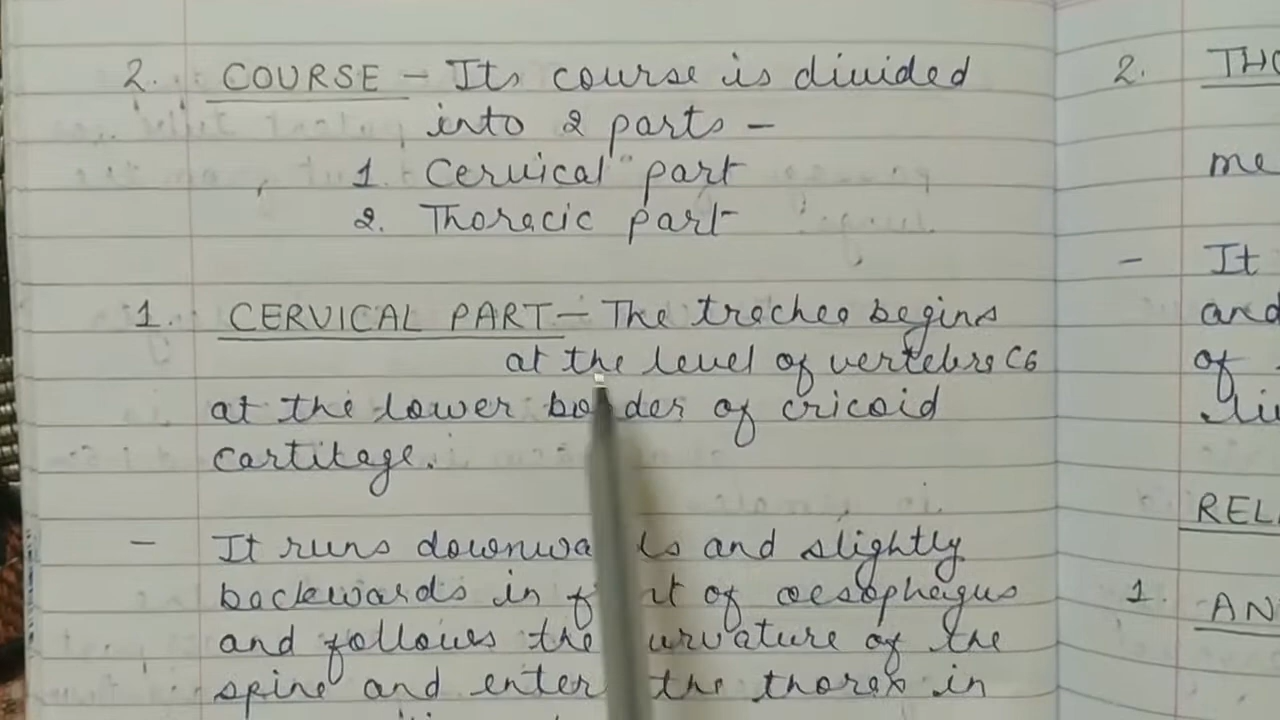 2. COURSE - Its course is divided
into 2 parts -
1. Cervical part
2. Thoracic part
1. CERVICAL PART - The trachea begins
at the level of vertebra C6
at the lower border of cricoid
cartilage.
- It runs downwards and slightly
backwards in front of oesophagus
and follows the curvature of the
spine and enter the thorax in
2. THO
me
- It
and
of
REL
1. AN